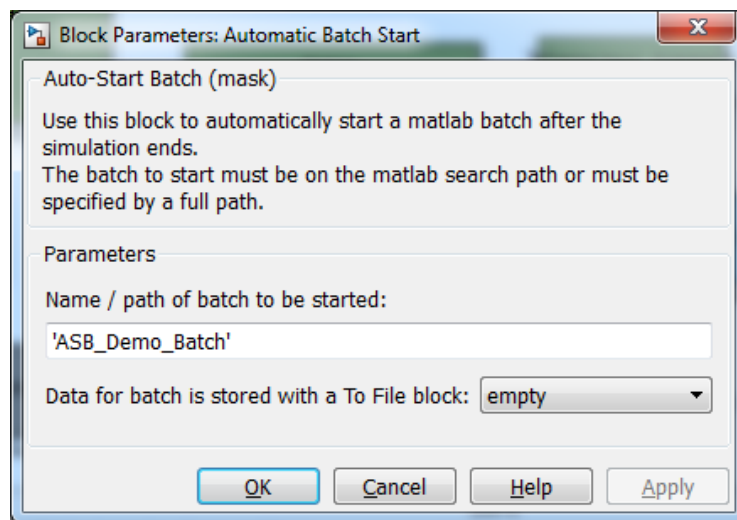 Block Parameters: Automatic Batch Start
Auto-Start Batch (mask)
Use this block to automatically start a matlab batch after the
simulation ends.
The batch to start must be on the matlab search path or must be
specified by a full path.
Parameters
Name / path of batch to be started:
'ASB_Demo_Batch'
Data for batch is stored with a To File block: empty
OK Cancel Help Apply